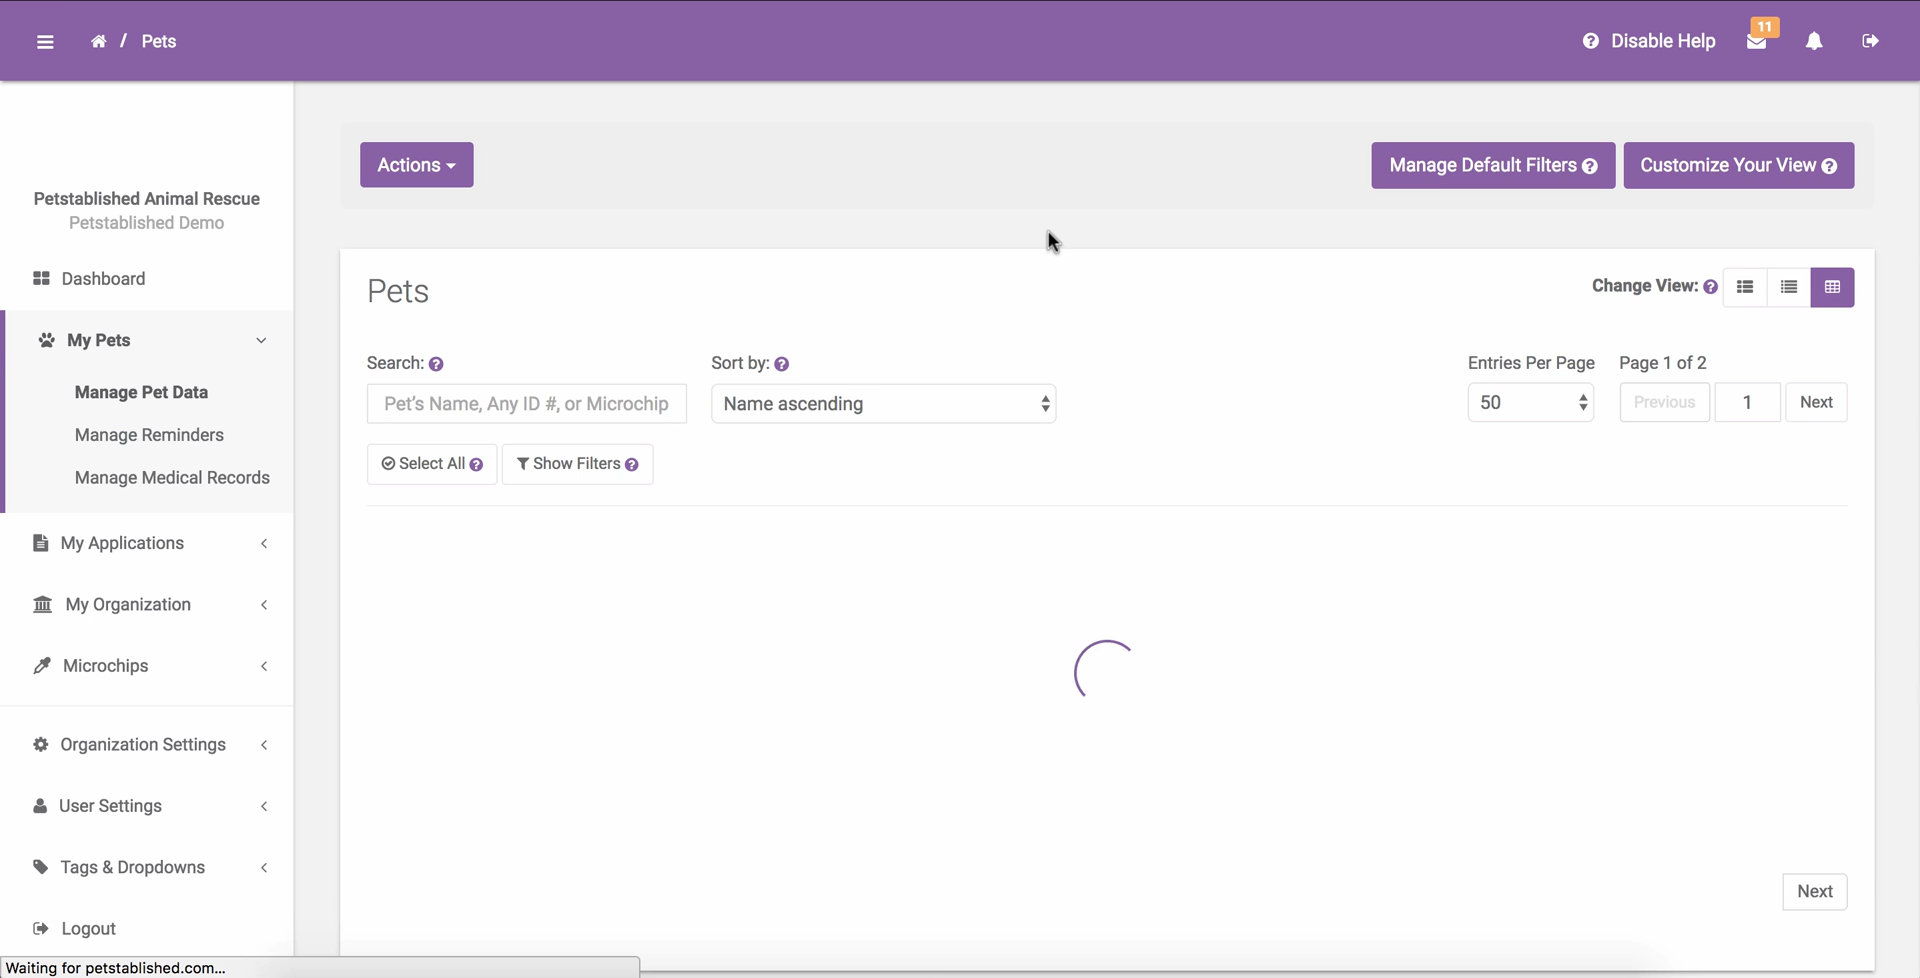 / Pets
Disable Help
11
Petstablished Animal Rescue
Petstablished Demo
Dashboard
My Pets
Manage Pet Data
Manage Reminders
Manage Medical Records
My Applications
My Organization
Microchips
Organization Settings
User Settings
Tags & Dropdowns
Logout
Waiting for petstablished.com...
Actions
Manage Default Filters ?
Customize Your View ?
Pets
Change View: ?
Search: ?
Pet's Name, Any ID #, or Microchip
Sort by: ?
Name ascending
Entries Per Page
50
Page 1 of 2
Previous
1
Next
Select All ?
Show Filters ?
Next